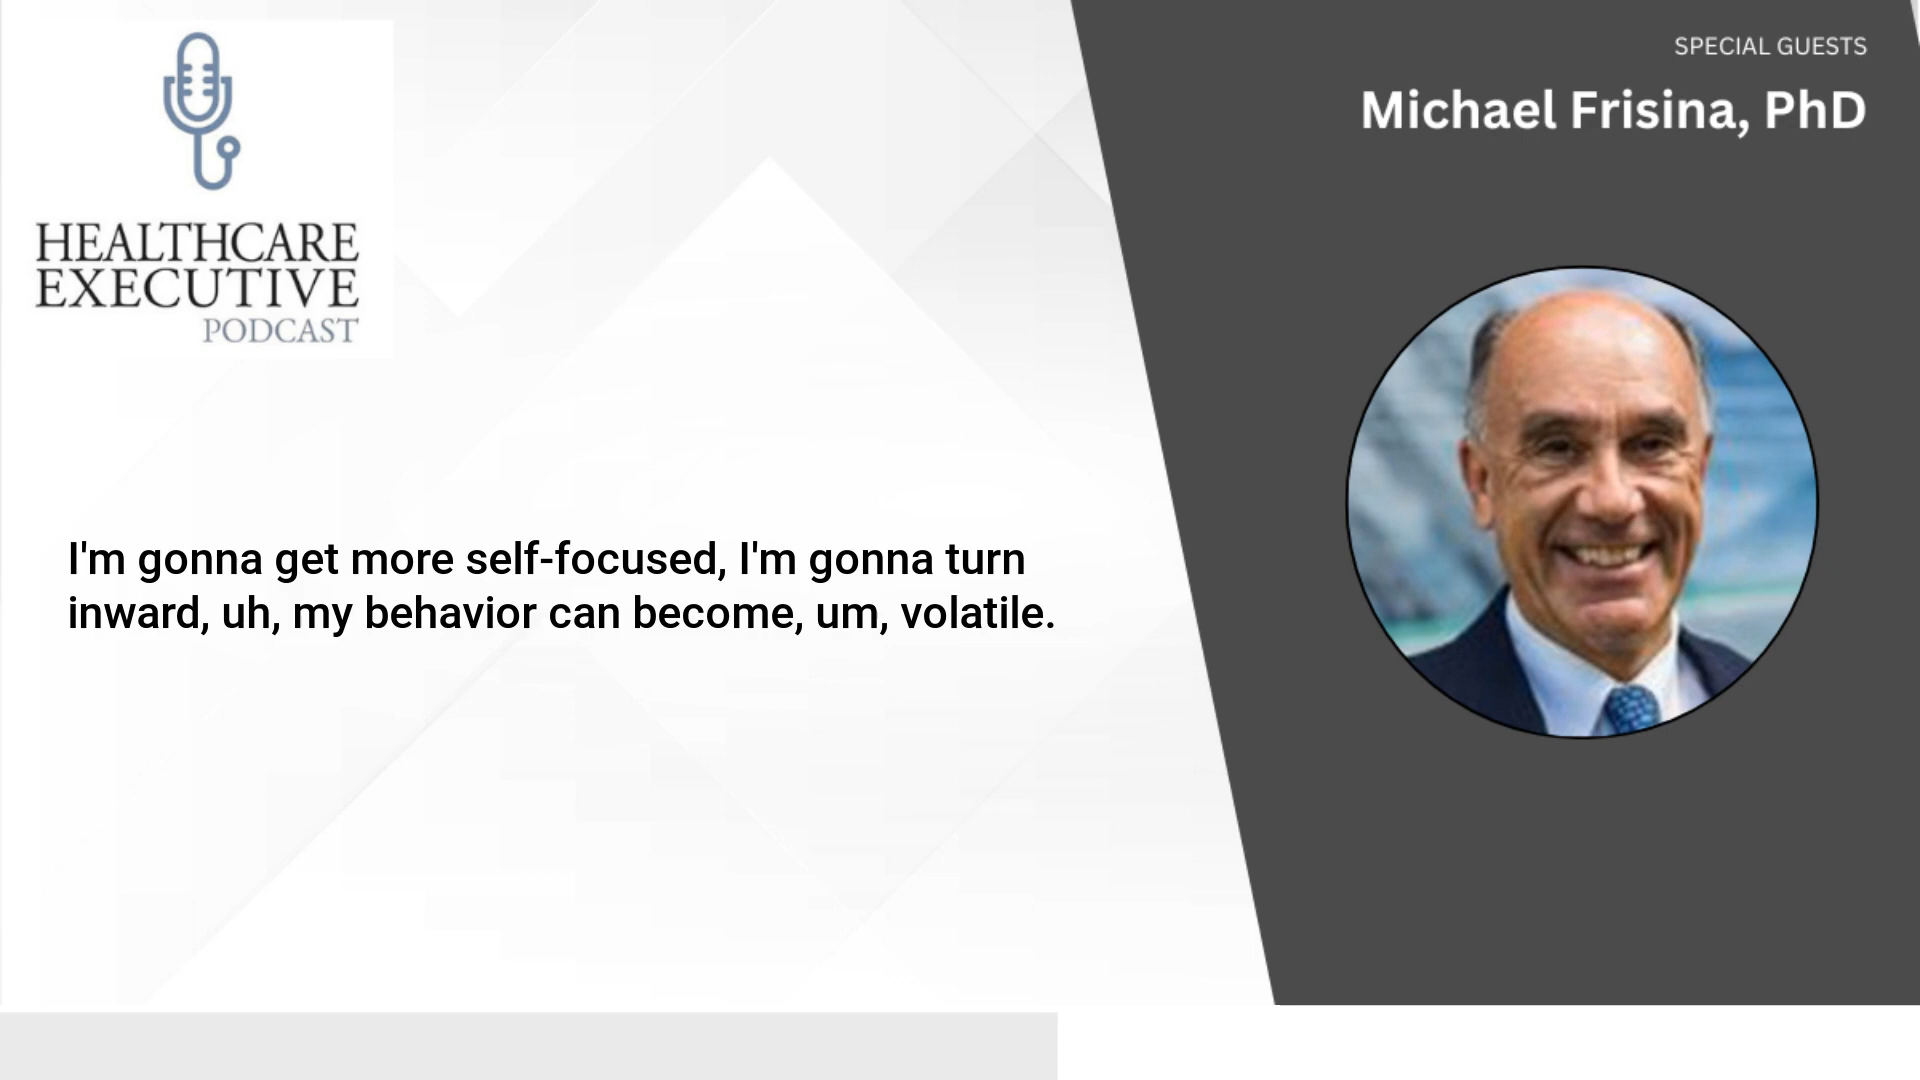 HEALTHCARE
EXECUTIVE
PODCAST
SPECIAL GUESTS
Michael Frisina, PhD
I'm gonna get more self-focused, I'm gonna turn
inward, uh, my behavior can become, um, volatile.